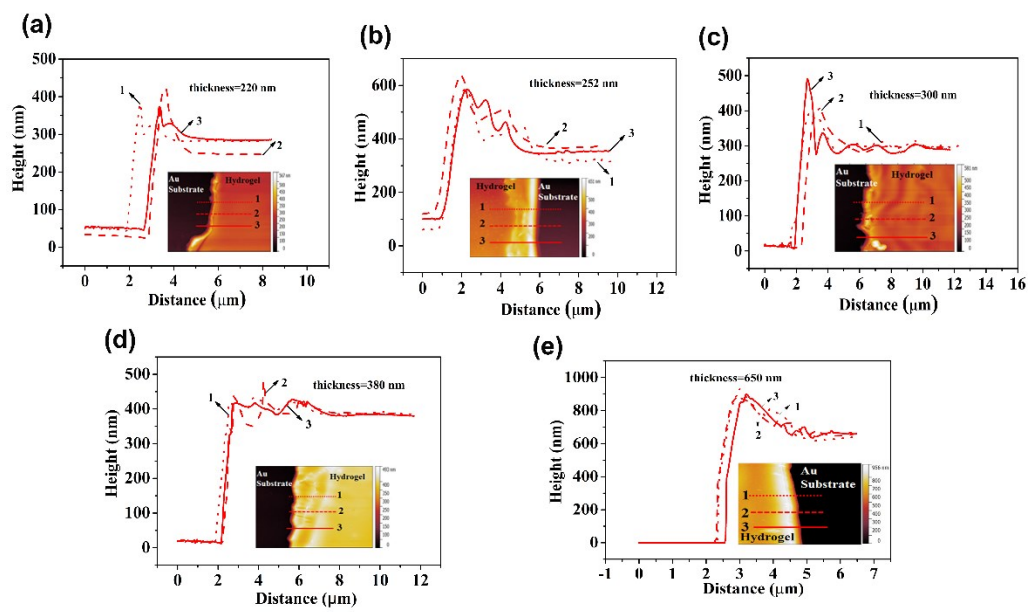 (a)
Height (nm)
500
400
300
200
100
50
0
thickness=220 nm
1
3
2
Au
Substrate
Hydrogel
1
2
3
0
2
4
6
8
10
Distance (μm)
(b)
Height (nm)
600
400
200
0
thickness=252 nm
2
3
1
Hydrogel
Au
Substrate
1
2
3
0
2
4
6
8
10
12
Distance (μm)
(c)
Height (nm)
500
400
300
200
100
0
3
2
thickness=300 nm
1
Au
Substrate
Hydrogel
1
2
3
0
2
4
6
8
10
12
14
16
Distance (μm)
(d)
Height (nm)
500
400
300
200
100
0
1
2
thickness=380 nm
3
Au
Substrate
Hydrogel
1
2
3
0
2
4
6
8
10
12
Distance (μm)
(e)
Height (nm)
1000
800
600
400
200
0
thickness=650 nm
3
1
2
Au
Substrate
1
2
3
Hydrogel
-1
0
1
2
3
4
5
6
7
Distance (μm)